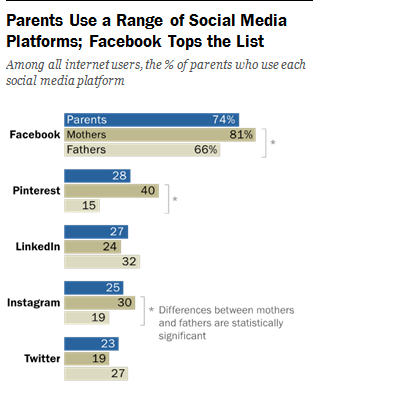 Parents Use a Range of Social Media
Platforms; Facebook Tops the List
Among all internet users, the % of parents who use each
social media platform
Facebook
Parents 74%
Mothers 81%
Fathers 66%
*
Pinterest
28
40
15
*
LinkedIn
27
24
32
Instagram
25
30
19
* Differences between mothers
and fathers are statistically
significant
Twitter
23
19
27